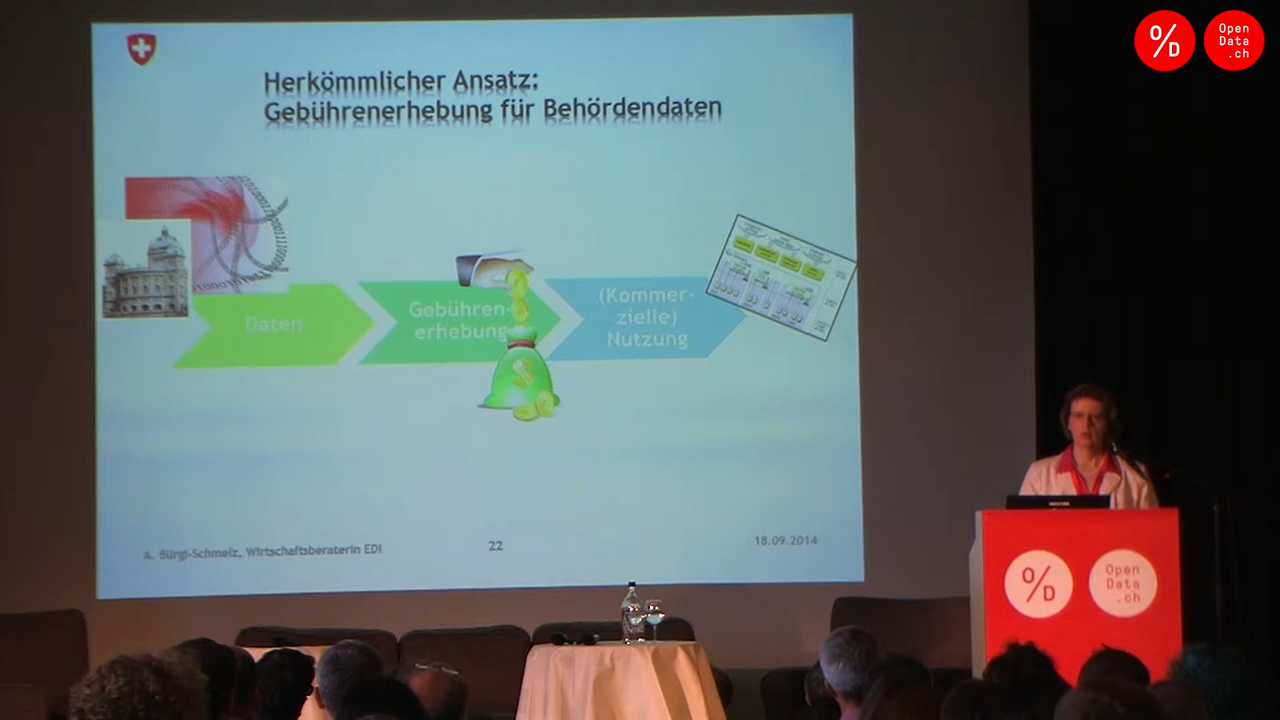 Herkömmlicher Ansatz:
Gebührenerhebung für Behördendaten
Daten
Gebühren-
erhebung
(Kommer-
zielle)
Nutzung
A. Bürgi-Schmelz, Wirtschaftsberaterin EDI
22
18.09.2014
%D
Open
Data
.ch
%D
Open
Data
.ch